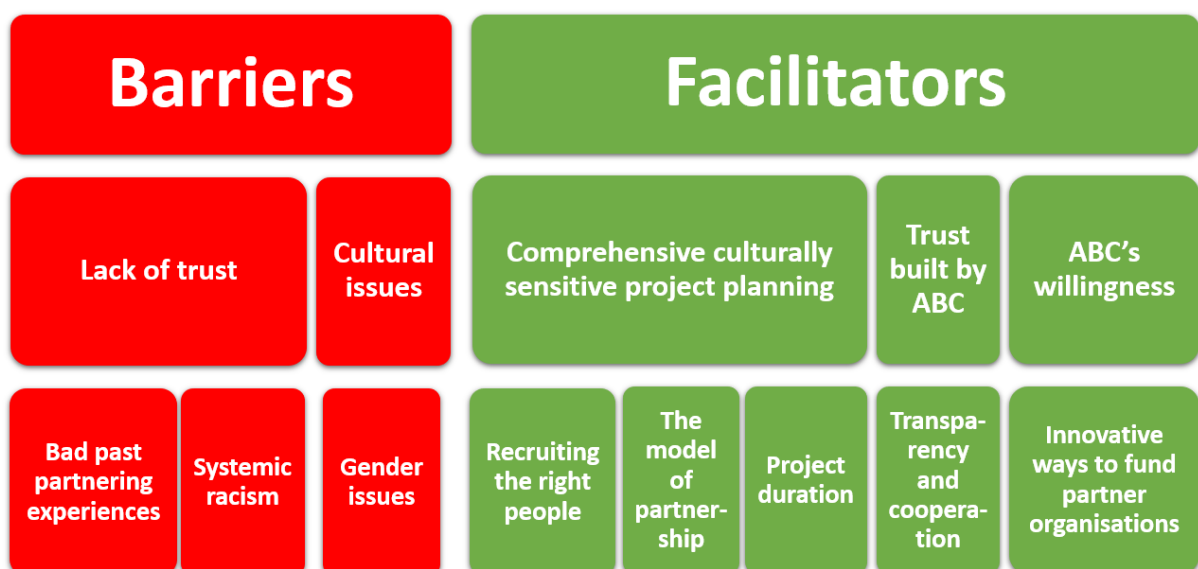 Barriers
Facilitators
Lack of trust
Cultural
issues
Comprehensive culturally
sensitive project planning
Trust
built by
ABC
ABC’s
willingness
Bad past
partnering
experiences
Systemic
racism
Gender
issues
Recruiting
the right
people
The
model
of
partner-
ship
Project
duration
Transpa-
rency
and
coopera-
tion
Innovative
ways to fund
partner
organisations